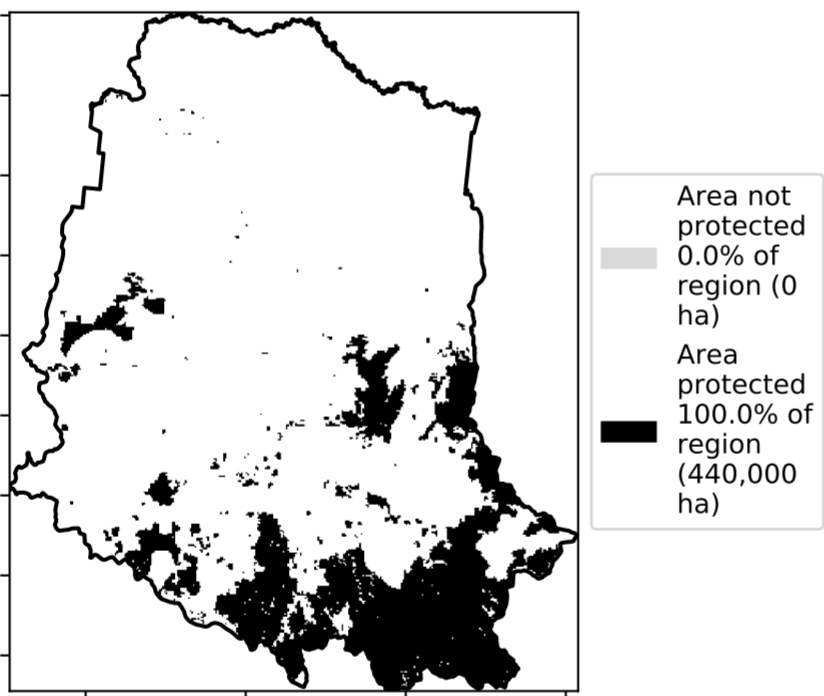 Area not
protected
0.0% of
region (0
ha)
Area
protected
100.0% of
region
(440,000
ha)